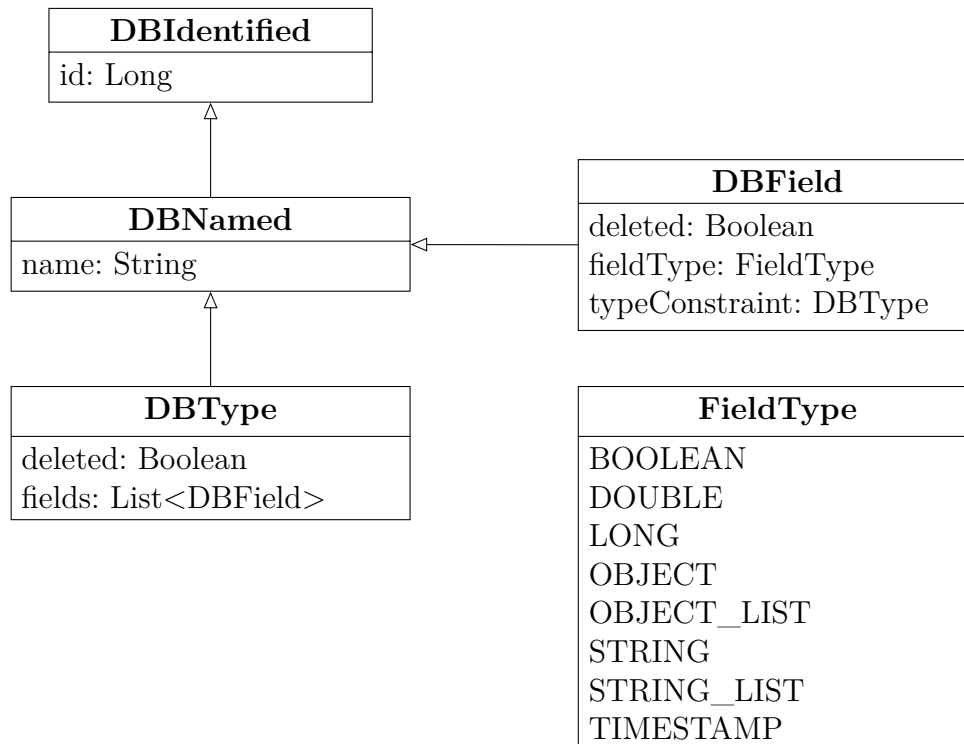 DBIdentified
id: Long
DBNamed
name: String
DBField
deleted: Boolean
fieldType: FieldType
typeConstraint: DBType
DBType
deleted: Boolean
fields: List<DBField>
FieldType
BOOLEAN
DOUBLE
LONG
OBJECT
OBJECT_LIST
STRING
STRING_LIST
TIMESTAMP